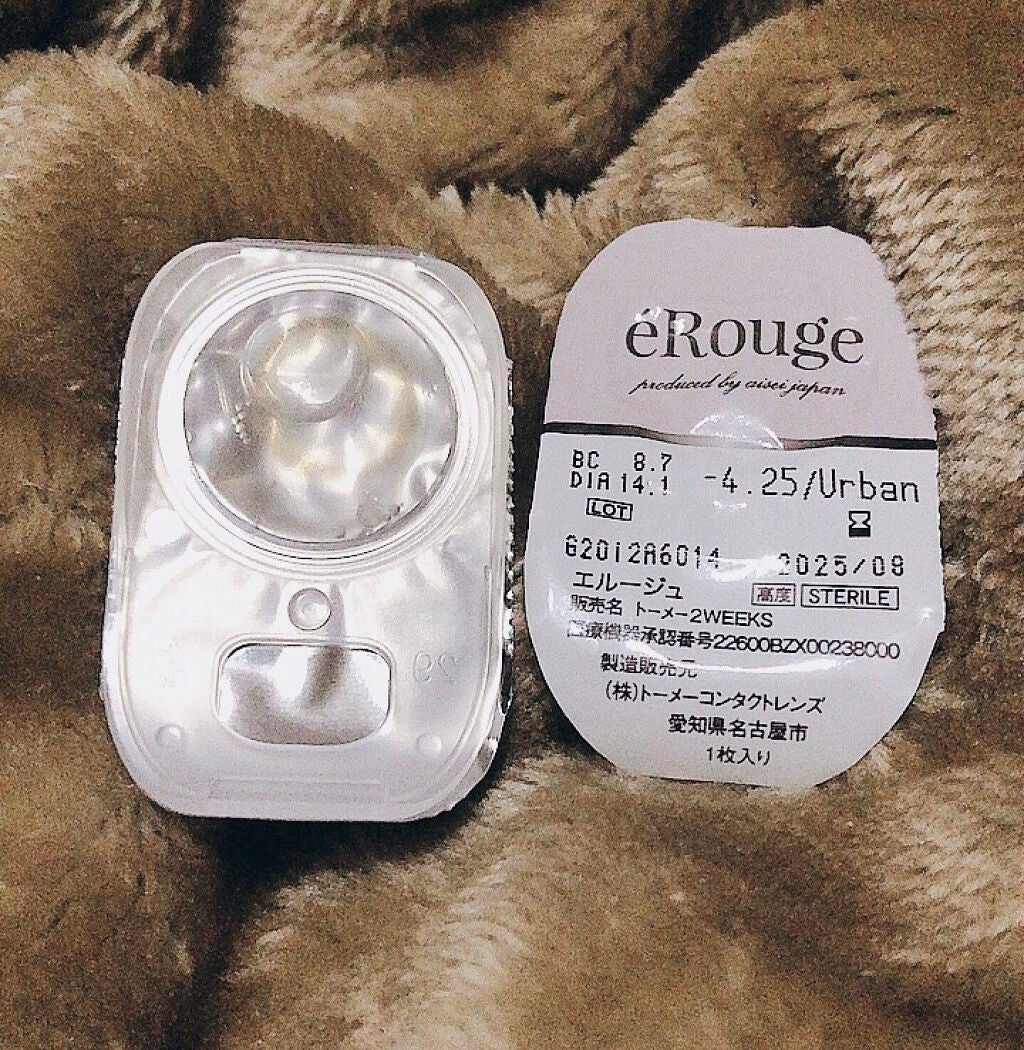 éRouge
produced by aisei japan
BC 8.7
DIA 14.1
-4.25/Urban
LOT
G2012A6014
2025/08
エルージュ
高度 STERILE
販売名 トーメー2WEEKS
医療機器承認番号22600BZX00238000
製造販売元
(株)トーメーコンタクトレンズ
愛知県名古屋市
1枚入り